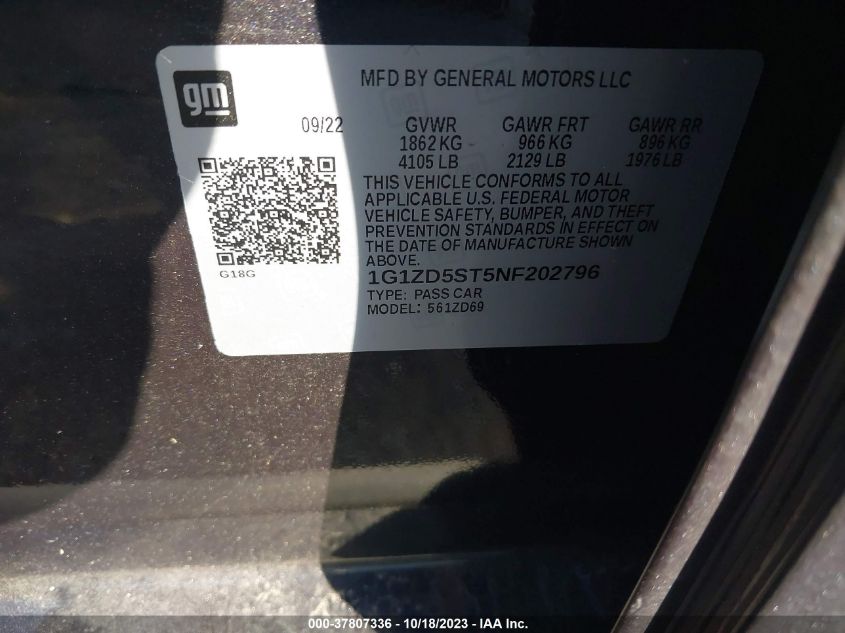 gm
MFD BY GENERAL MOTORS LLC
09/22 GVWR GAWR FRT GAWR RR
1862 KG 966 KG 896 KG
4105 LB 2129 LB 1976 LB
THIS VEHICLE CONFORMS TO ALL
APPLICABLE U.S. FEDERAL MOTOR
VEHICLE SAFETY, BUMPER, AND THEFT
PREVENTION STANDARDS IN EFFECT ON
THE DATE OF MANUFACTURE SHOWN
ABOVE.
G18G
1G1ZD5ST5NF202796
TYPE: PASS CAR
MODEL: 561ZD69
000-37807336 - 10/18/2023 - IAA Inc.